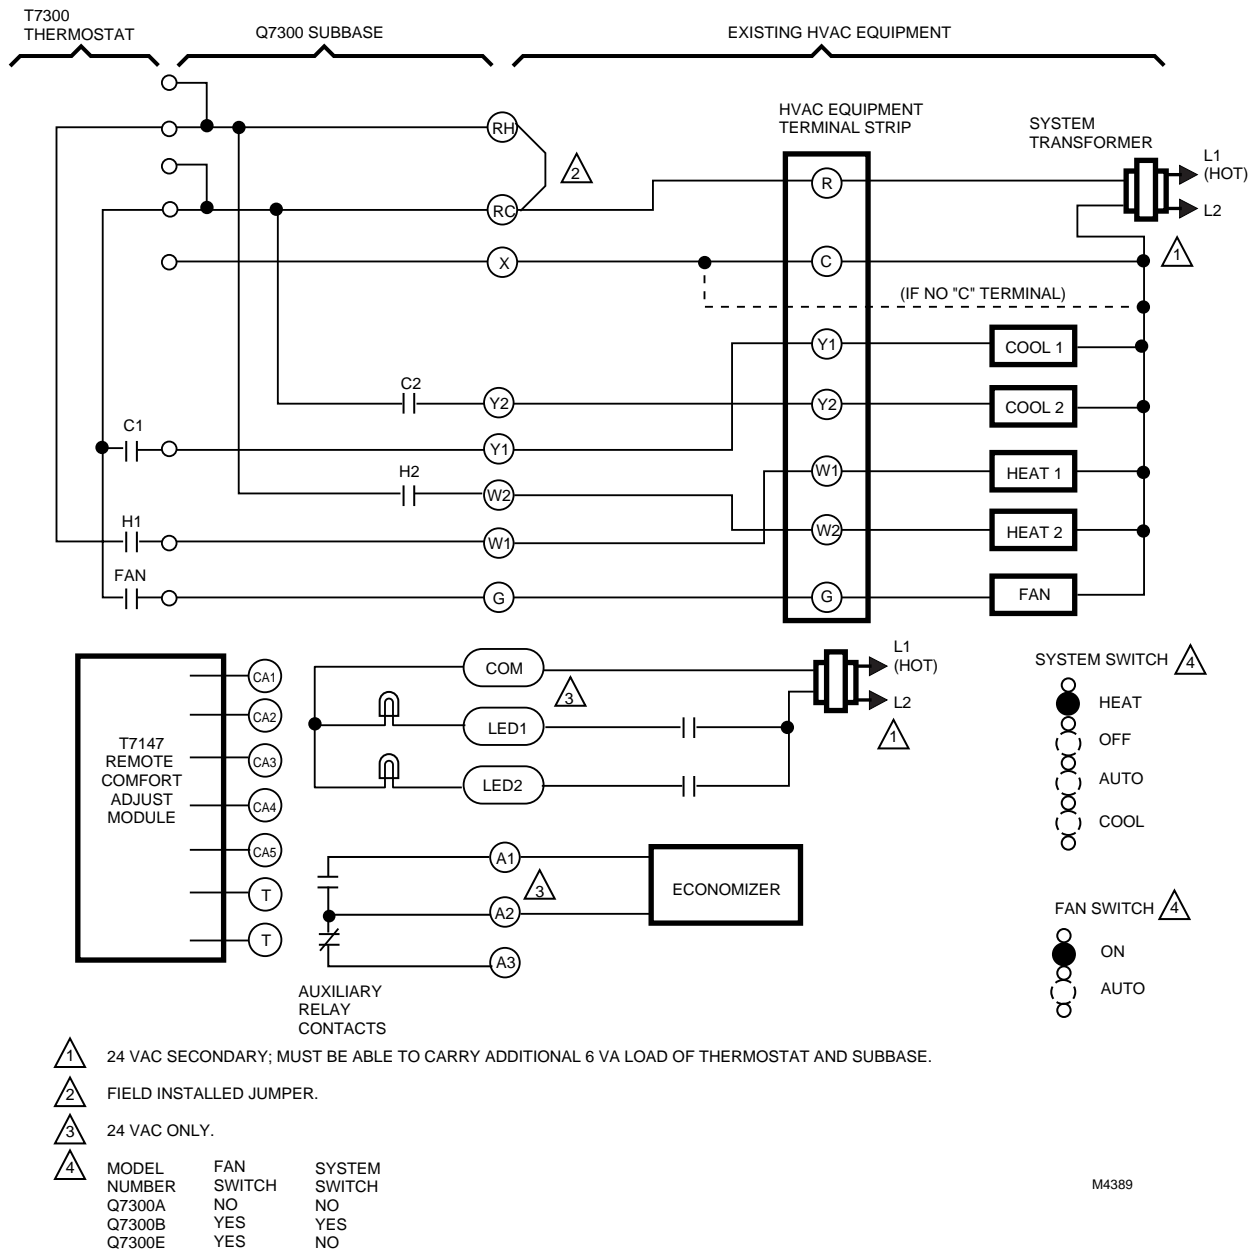 T7300
THERMOSTAT
Q7300 SUBBASE
EXISTING HVAC EQUIPMENT
HVAC EQUIPMENT
TERMINAL STRIP
SYSTEM
TRANSFORMER
L1
(HOT)
L2
RH
2
R
RC
1
X
C
(IF NO "C" TERMINAL)
Y1
COOL 1
C2
Y2
Y2
COOL 2
C1
Y1
H2
W1
HEAT 1
W2
H1
W2
HEAT 2
W1
FAN
G
G
FAN
COM
3
L1
(HOT)
L2
1
LED1
LED2
T7147
REMOTE
COMFORT
ADJUST
MODULE
CA1
CA2
CA3
CA4
CA5
T
T
SYSTEM SWITCH
4
HEAT
OFF
AUTO
COOL
A1
3
A2
A3
ECONOMIZER
FAN SWITCH
4
ON
AUTO
AUXILIARY
RELAY
CONTACTS
1 24 VAC SECONDARY; MUST BE ABLE TO CARRY ADDITIONAL 6 VA LOAD OF THERMOSTAT AND SUBBASE.
2 FIELD INSTALLED JUMPER.
3 24 VAC ONLY.
4 MODEL FAN SYSTEM
NUMBER SWITCH SWITCH
Q7300A NO NO
Q7300B YES YES
Q7300E YES NO
M4389